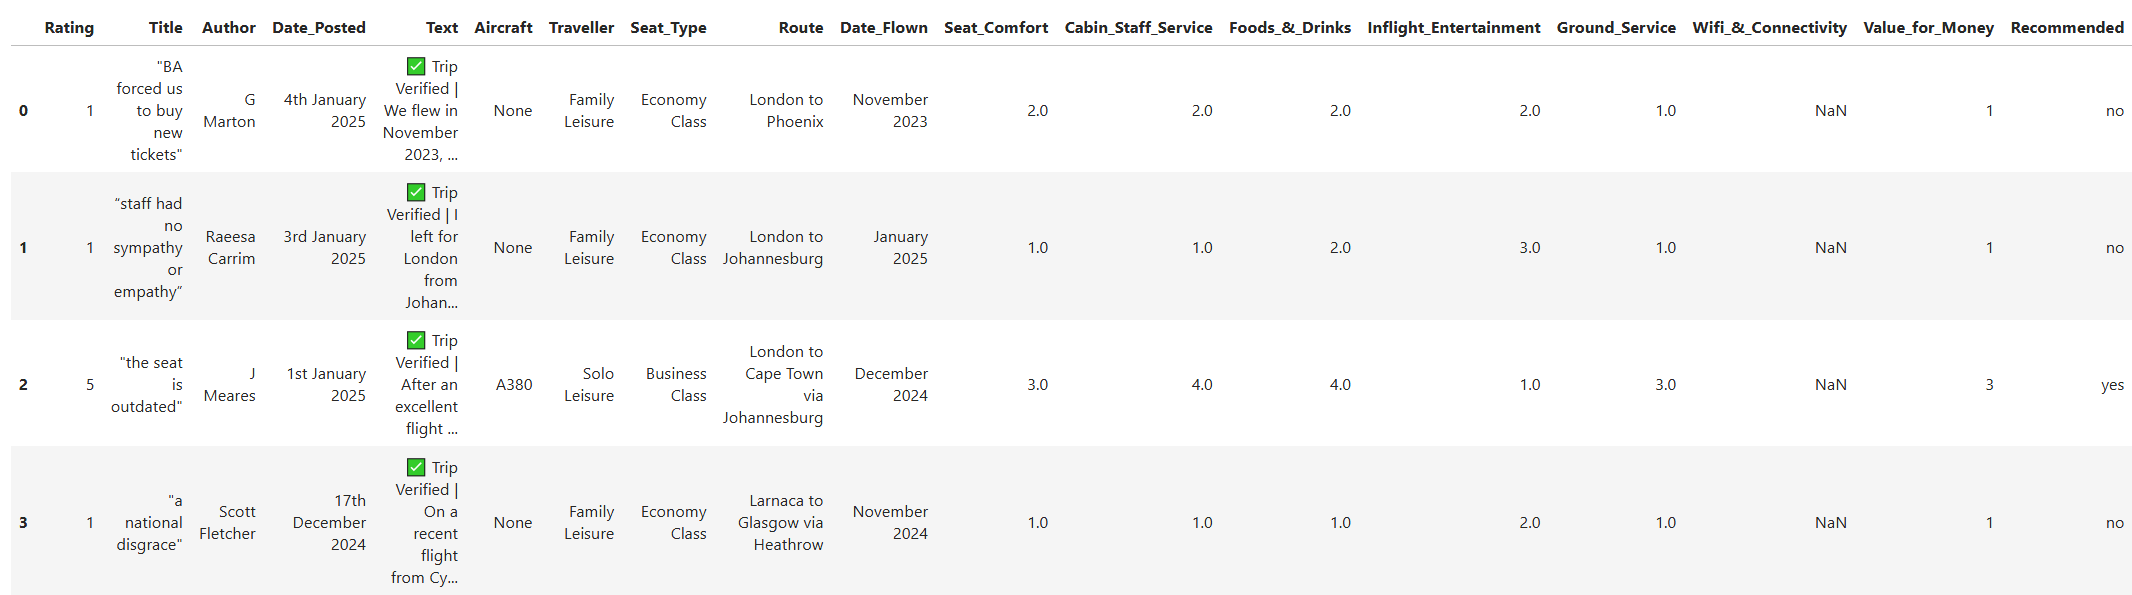 Rating Title Author Date_Posted Text Aircraft Traveller Seat_Type Route Date_Flown Seat_Comfort Cabin_Staff_Service Foods_&_Drinks Inflight_Entertainment Ground_Service Wifi_&_Connectivity Value_for_Money Recommended
0 1 "BA forced us to buy new tickets" G Marton 4th January 2025 ✅ Trip Verified | We flew in November 2023, ... None Family Leisure Economy Class London to Phoenix November 2023 2.0 2.0 2.0 2.0 1.0 NaN 1 no
1 1 “staff had no sympathy or empathy” Raeesa Carrim 3rd January 2025 ✅ Trip Verified | I left for London from Johan... None Family Leisure Economy Class London to Johannesburg January 2025 1.0 1.0 2.0 3.0 1.0 NaN 1 no
2 5 "the seat is outdated" J Meares 1st January 2025 ✅ Trip Verified | After an excellent flight ... A380 Solo Leisure Business Class London to Cape Town via Johannesburg December 2024 3.0 4.0 4.0 1.0 3.0 NaN 3 yes
3 1 "a national disgrace" Scott Fletcher 17th December 2024 ✅ Trip Verified | On a recent flight from Cy... None Family Leisure Economy Class Larnaca to Glasgow via Heathrow November 2024 1.0 1.0 1.0 2.0 1.0 NaN 1 no